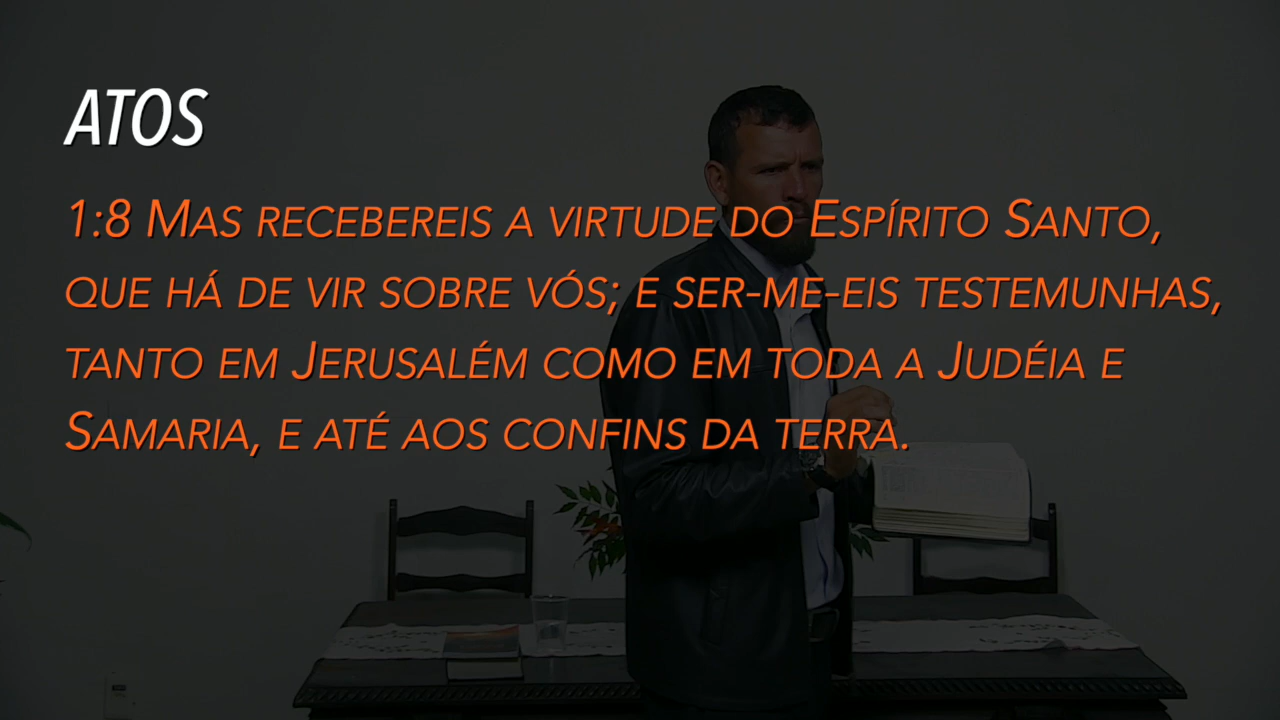 ATOS
1:8 Mas recebereis a virtude do Espírito Santo,
que há de vir sobre vós; e ser-me-eis testemunhas,
tanto em Jerusalém como em toda a Judéia e
Samaria, e até aos confins da terra.